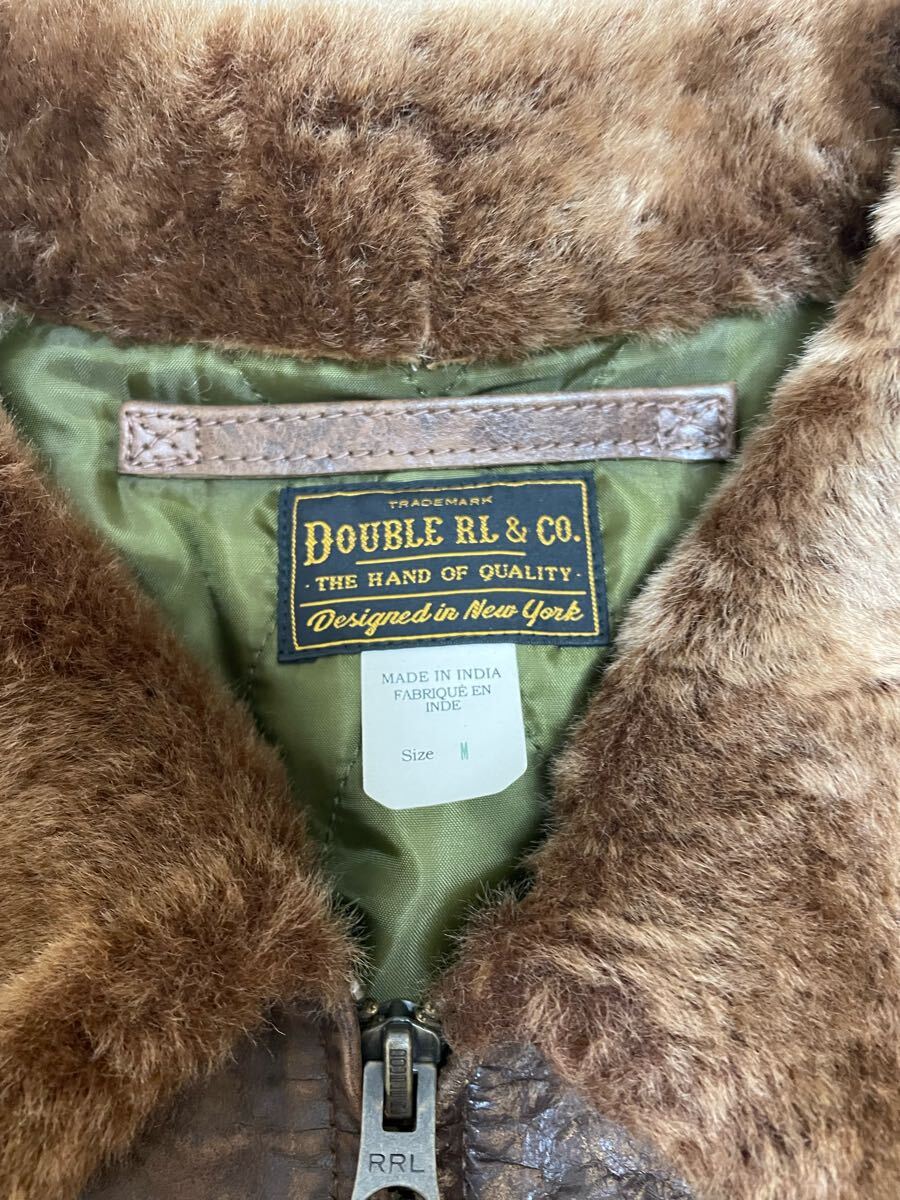 TRADEMARK
DOUBLE RL & CO.
· THE HAND OF QUALITY ·
Designed in New York
MADE IN INDIA
FABRIQUÉ EN
INDE
Size M
RRL